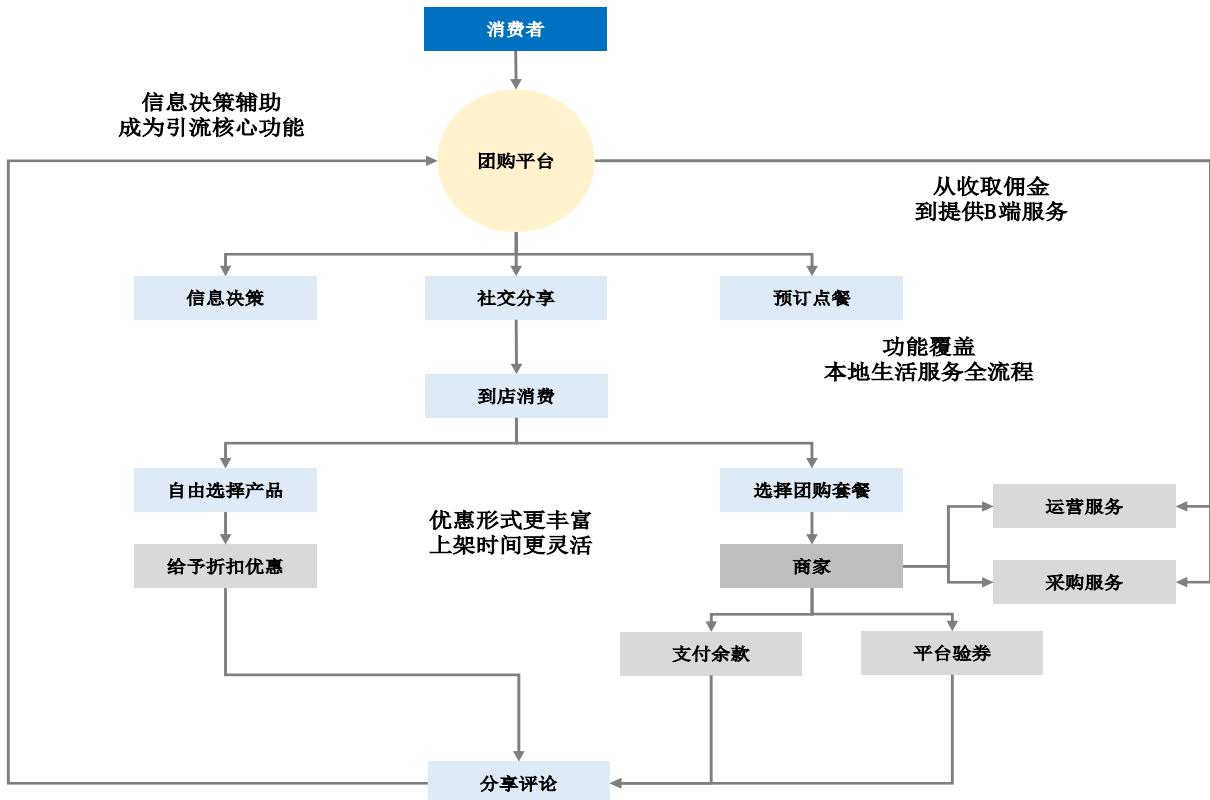 消费者
信息决策辅助
成为引流核心功能
团购平台
从收取佣金
到提供B端服务
信息决策
社交分享
预订点餐
功能覆盖
本地生活服务全流程
到店消费
自由选择产品
选择团购套餐
优惠形式更丰富
上架时间更灵活
运营服务
给予折扣优惠
商家
采购服务
支付余款
平台验券
分享评论